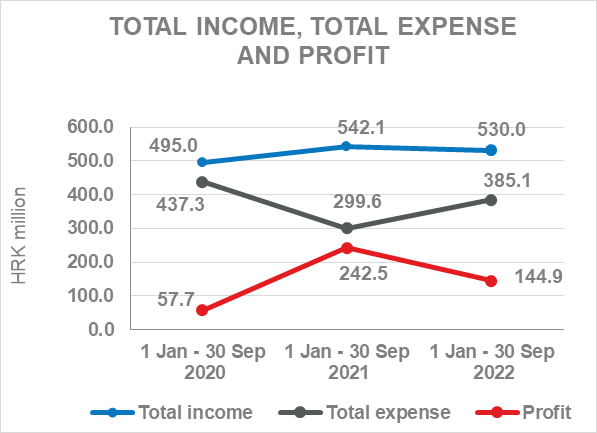 TOTAL INCOME, TOTAL EXPENSE
AND PROFIT
HRK million
600.0
500.0
400.0
300.0
200.0
100.0
0.0
495.0
542.1
530.0
437.3
299.6
385.1
57.7
242.5
144.9
1 Jan - 30 Sep
2020
1 Jan - 30 Sep
2021
1 Jan - 30 Sep
2022
Total income
Total expense
Profit